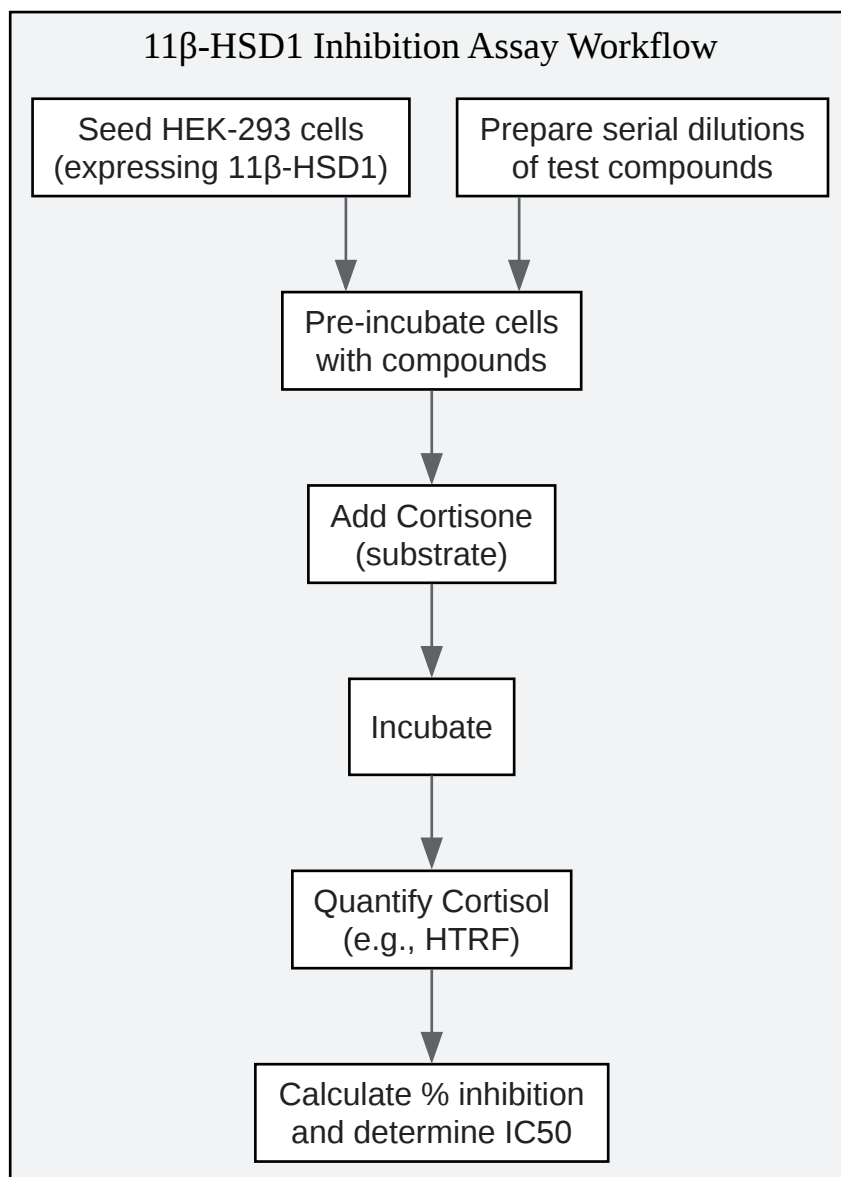 11β-HSD1 Inhibition Assay Workflow
Seed HEK-293 cells
(expressing 11β-HSD1)
Prepare serial dilutions
of test compounds
Pre-incubate cells
with compounds
Add Cortisone
(substrate)
Incubate
Quantify Cortisol
(e.g., HTRF)
Calculate % inhibition
and determine IC50